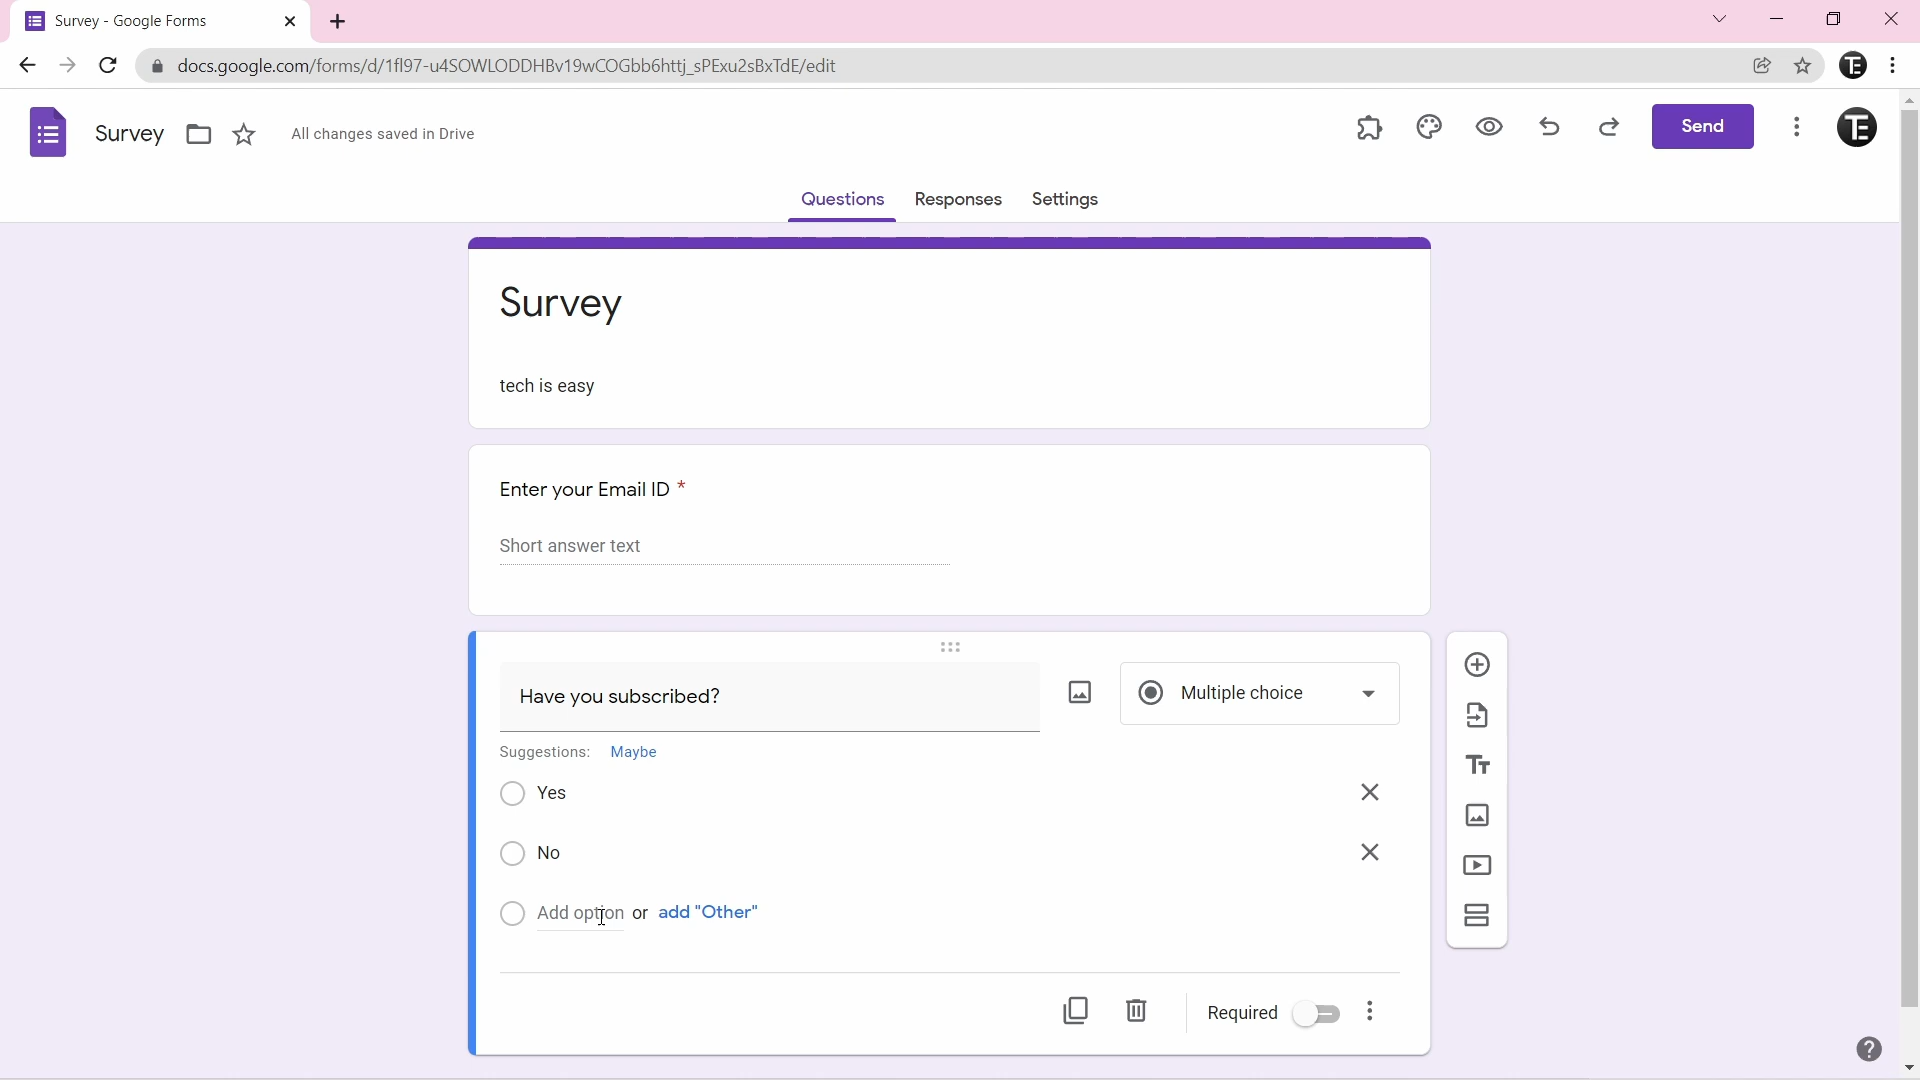 Survey - Google Forms
docs.google.com/forms/d/1fl97-u4SOWLODDHBv19wCOGbb6httj_sPExu2sBxTdE/edit
TE
Survey
All changes saved in Drive
Send
TE
Questions
Responses
Settings
Survey
tech is easy
Enter your Email ID *
Short answer text
Have you subscribed?
Multiple choice
Suggestions: Maybe
Yes
No
Add option or add "Other"
Required